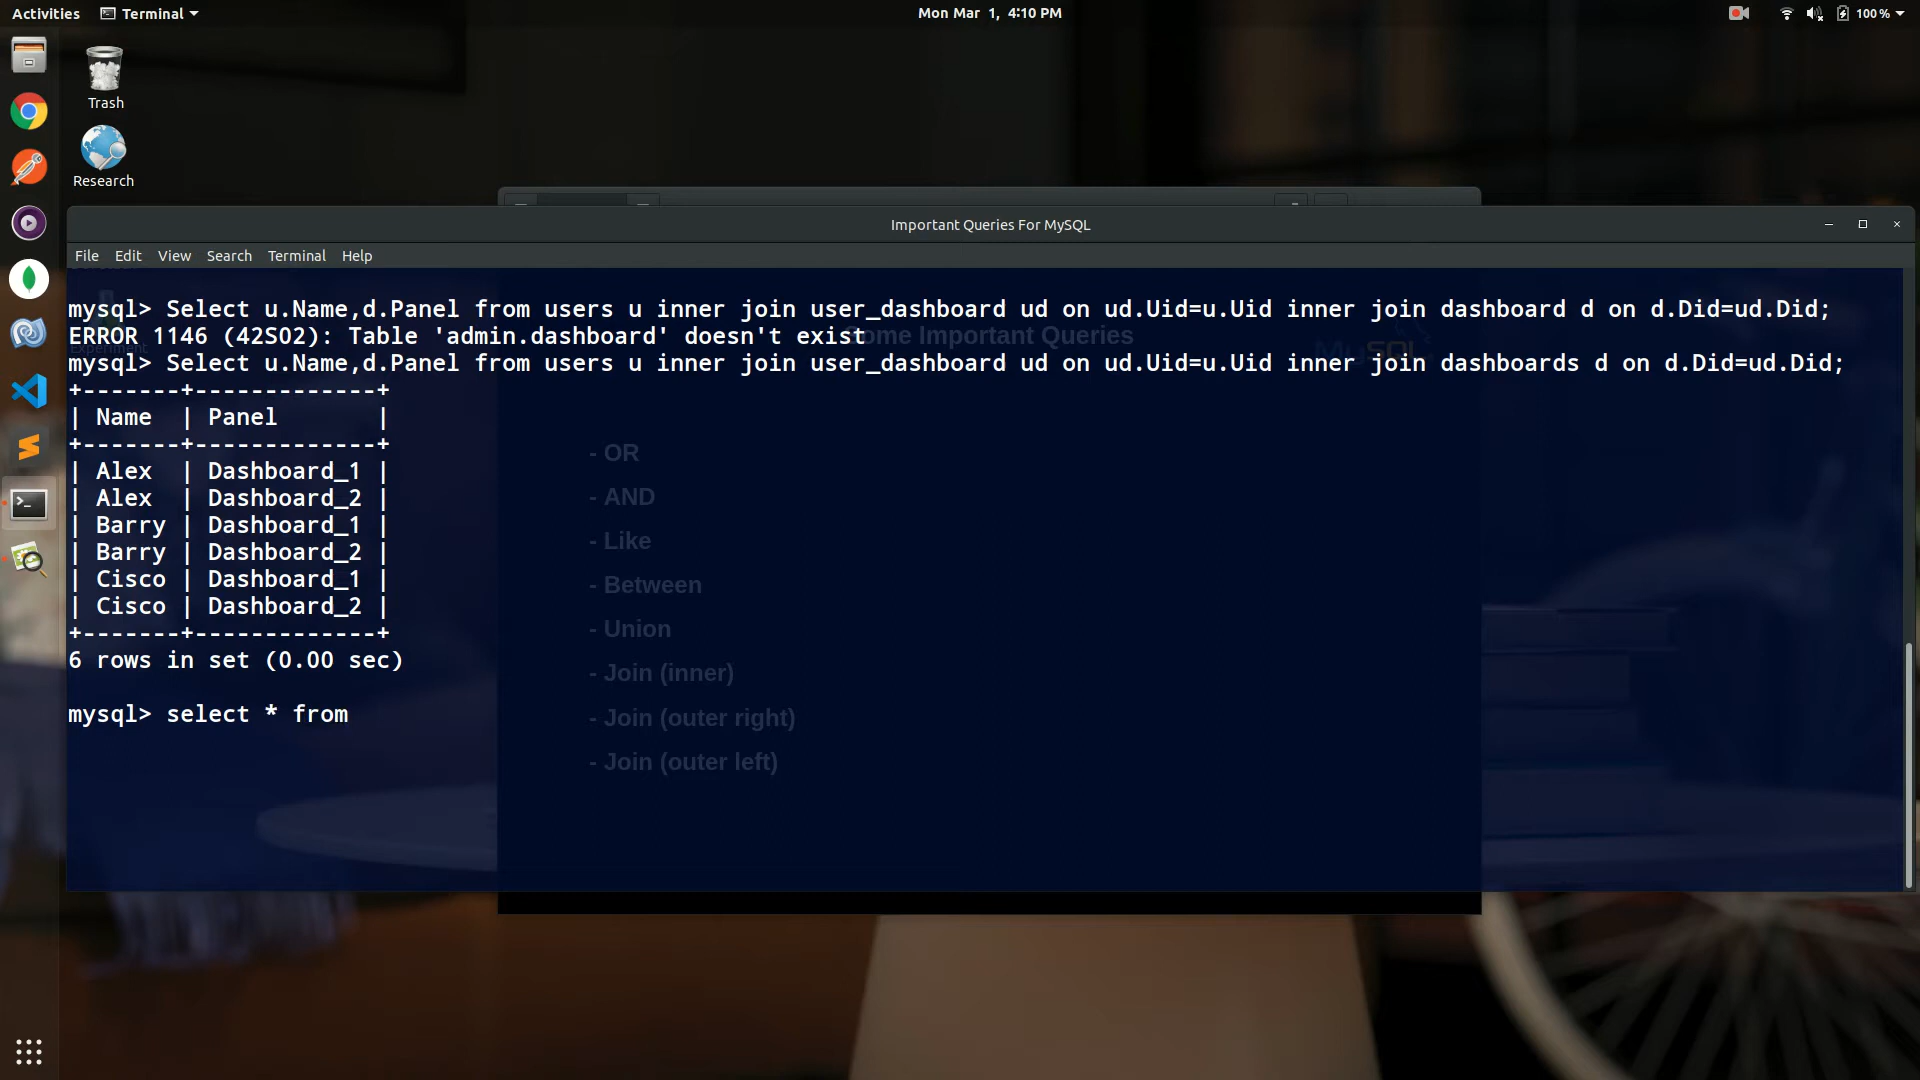 Activities Terminal Mon Mar 1, 4:10 PM 100 %
Trash
Research
Important Queries For MySQL
File Edit View Search Terminal Help
mysql> Select u.Name,d.Panel from users u inner join user_dashboard ud on ud.Uid=u.Uid inner join dashboard d on d.Did=ud.Did;
ERROR 1146 (42S02): Table 'admin.dashboard' doesn't exist
Some Important Queries
MySQL
mysql> Select u.Name,d.Panel from users u inner join user_dashboard ud on ud.Uid=u.Uid inner join dashboards d on d.Did=ud.Did;
+-------+-------------+
| Name  | Panel       |
+-------+-------------+
| Alex  | Dashboard_1 |
| Alex  | Dashboard_2 |
| Barry | Dashboard_1 |
| Barry | Dashboard_2 |
| Cisco | Dashboard_1 |
| Cisco | Dashboard_2 |
+-------+-------------+
6 rows in set (0.00 sec)
mysql> select * from
- OR
- AND
- Like
- Between
- Union
- Join (inner)
- Join (outer right)
- Join (outer left)